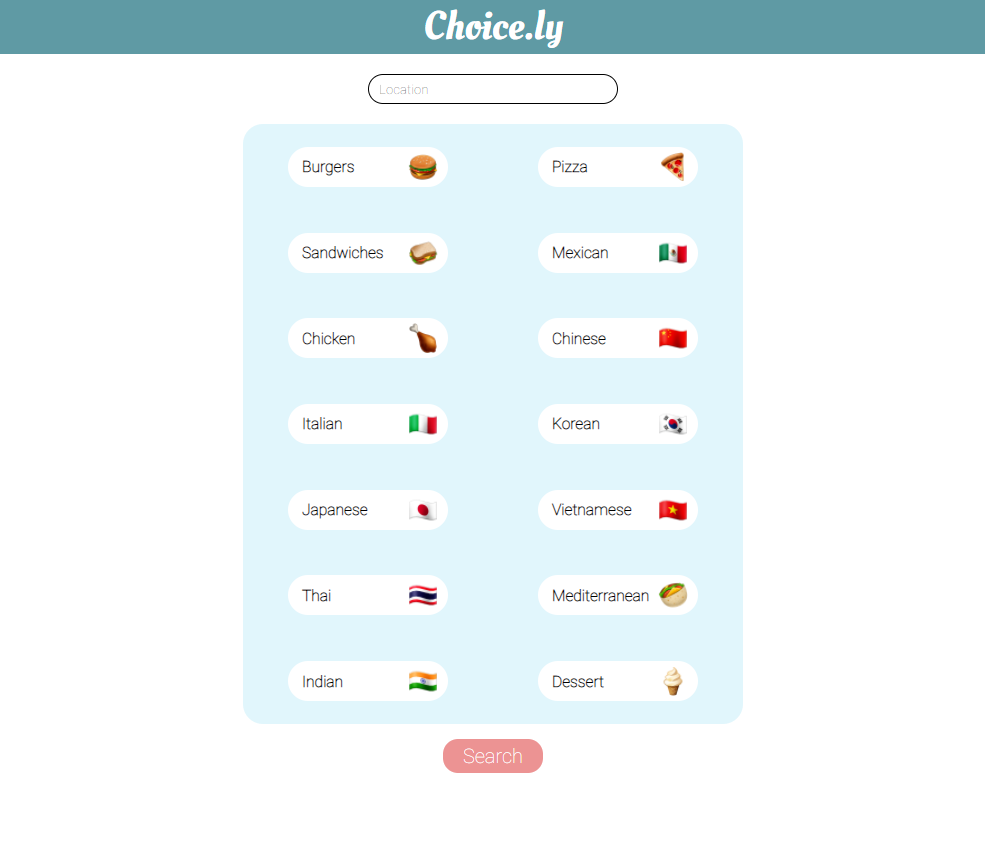 Choice.ly
Location
Burgers
Pizza
Sandwiches
Mexican
Chicken
Chinese
Italian
Korean
Japanese
Vietnamese
Thai
Mediterranean
Indian
Dessert
Search